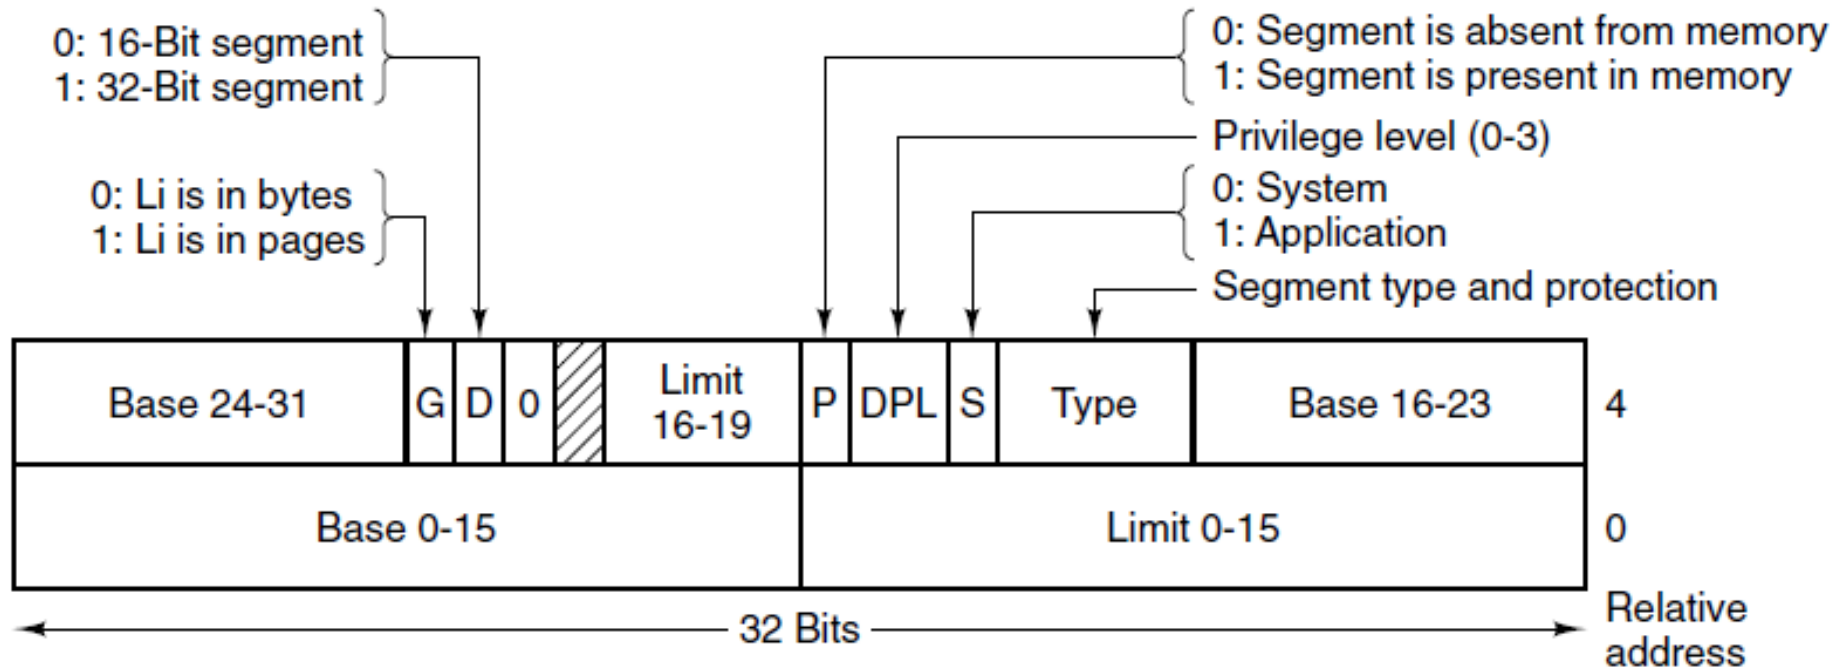 0: 16-Bit segment
1: 32-Bit segment
0: Li is in bytes
1: Li is in pages
0: Segment is absent from memory
1: Segment is present in memory
Privilege level (0-3)
0: System
1: Application
Segment type and protection
Base 24-31
G
D
0
Limit
16-19
P
DPL
S
Type
Base 16-23
4
Base 0-15
Limit 0-15
0
32 Bits
Relative
address